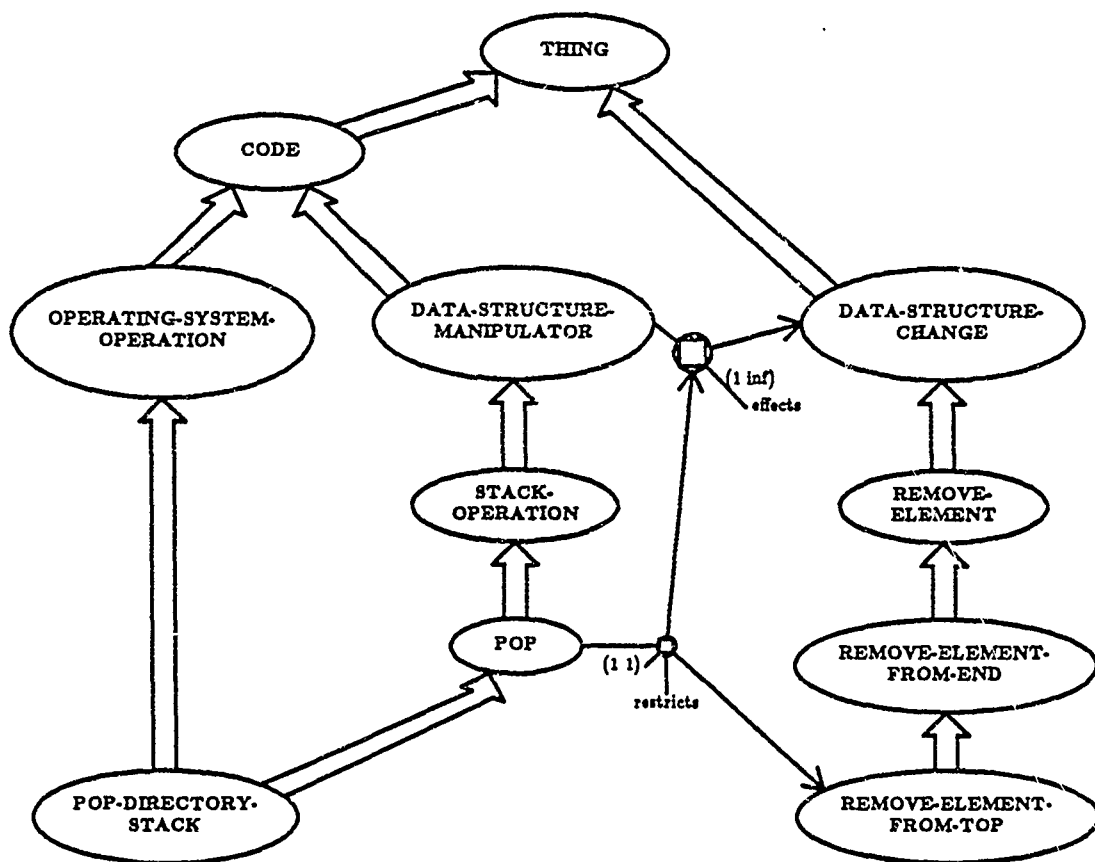 THING
CODE
OPERATING-SYSTEM-
OPERATION
DATA-STRUCTURE-
MANIPULATOR
DATA-STRUCTURE-
CHANGE
(1 inf)
effects
STACK-
OPERATION
REMOVE-
ELEMENT
POP
(1 1)
restricts
REMOVE-ELEMENT-
FROM-END
POP-DIRECTORY-
STACK
REMOVE-ELEMENT-
FROM-TOP